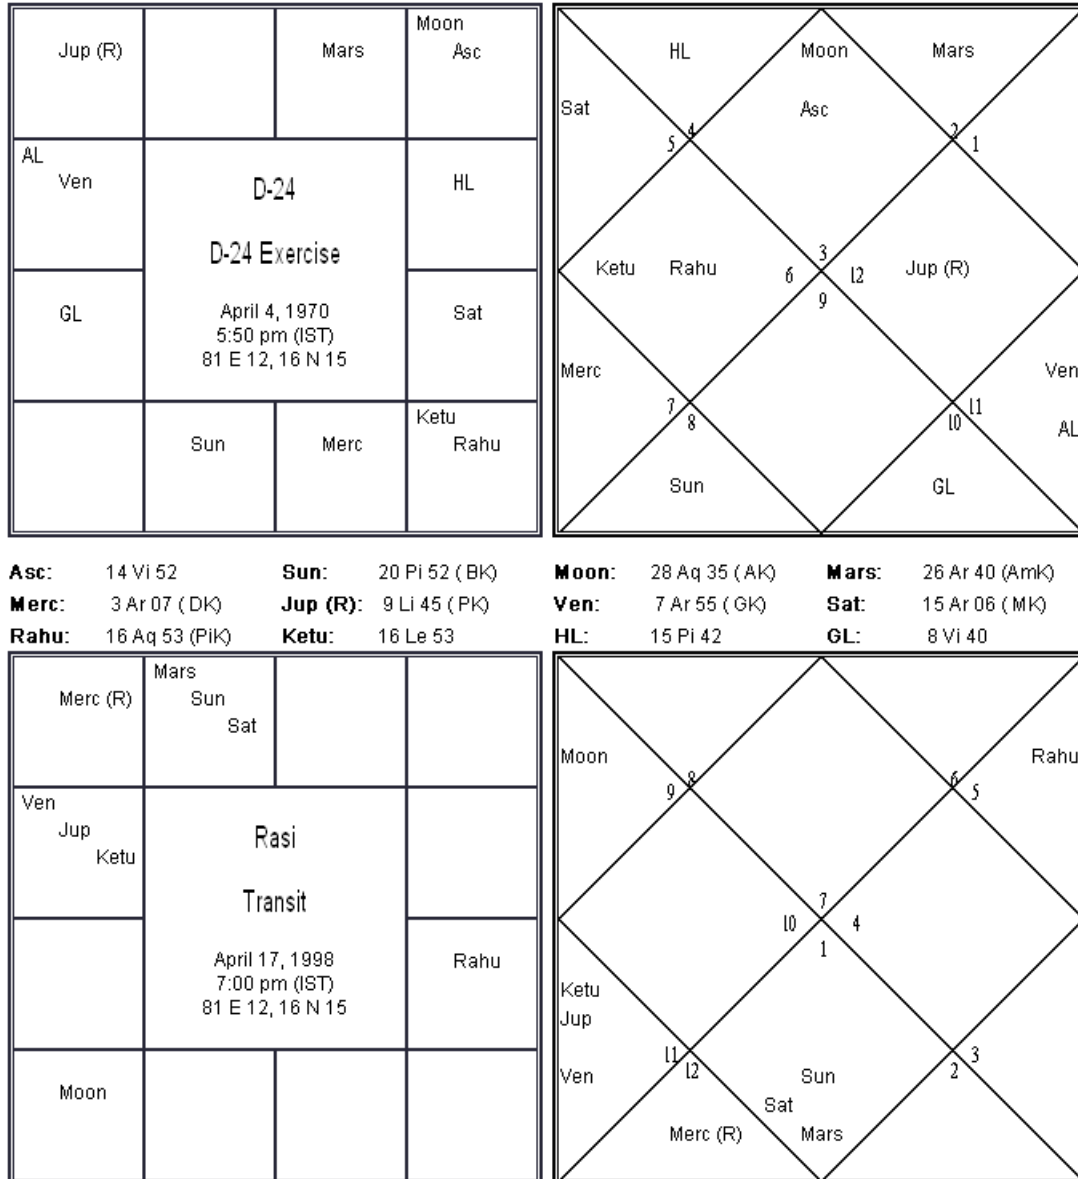 Jup (R)
Mars
Moon
Asc
AL
Ven
HL
D-24
D-24 Exercise
April 4, 1970
5:50 pm (IST)
81 E 12, 16 N 15
GL
Sat
Sun
Merc
Ketu
Rahu
HL
Moon
Mars
Sat
Asc
4
5
2
1
3
Ketu
Rahu
6
12
Jup (R)
9
Merc
Ven
7
8
11
10
AL
Sun
GL
Asc: 14 Vi 52 Sun: 20 Pi 52 (BK) Moon: 28 Aq 35 (AK) Mars: 26 Ar 40 (AmK)
Merc: 3 Ar 07 (DK) Jup (R): 9 Li 45 (PK) Ven: 7 Ar 55 (GK) Sat: 15 Ar 06 (MK)
Rahu: 16 Aq 53 (PiK) Ketu: 16 Le 53 HL: 15 Pi 42 GL: 8 Vi 40
Merc (R)
Mars
Sun
Sat
Ven
Jup
Ketu
Rasi
Transit
April 17, 1998
7:00 pm (IST)
81 E 12, 16 N 15
Rahu
Moon
Moon
Rahu
8
9
6
5
7
10
4
1
Ketu
Jup
Ven
11
12
3
2
Sun
Sat
Merc (R)
Mars